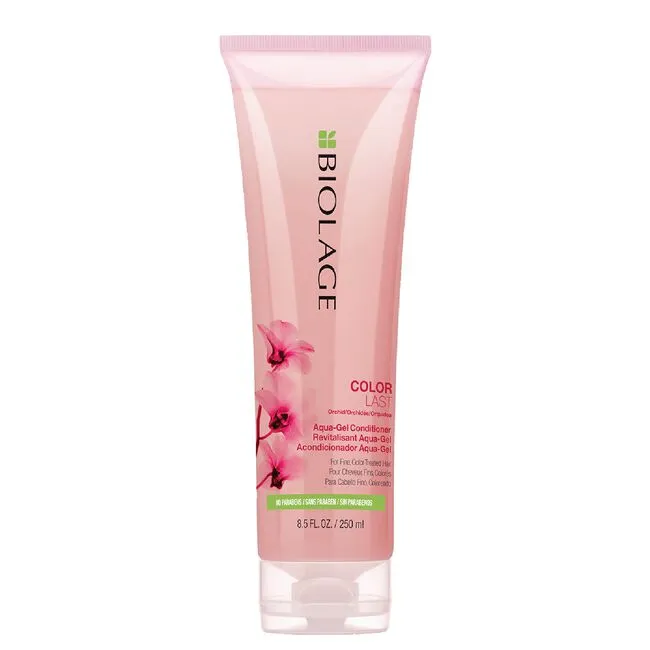 BIOLAGE
COLOR
LAST
Orchid/Orchidée/Orquídea
Aqua-Gel Conditioner
Revitalisant Aqua-Gel
Acondicionador Aqua-Gel
For Fine, Color-Treated Hair
Pour Cheveux Fins, Colorés
Para Cabello Fino, Coloreado
NO PARABENS / SANS PARABEN / SIN PARABENOS
8.5 FL. OZ. / 250 ml